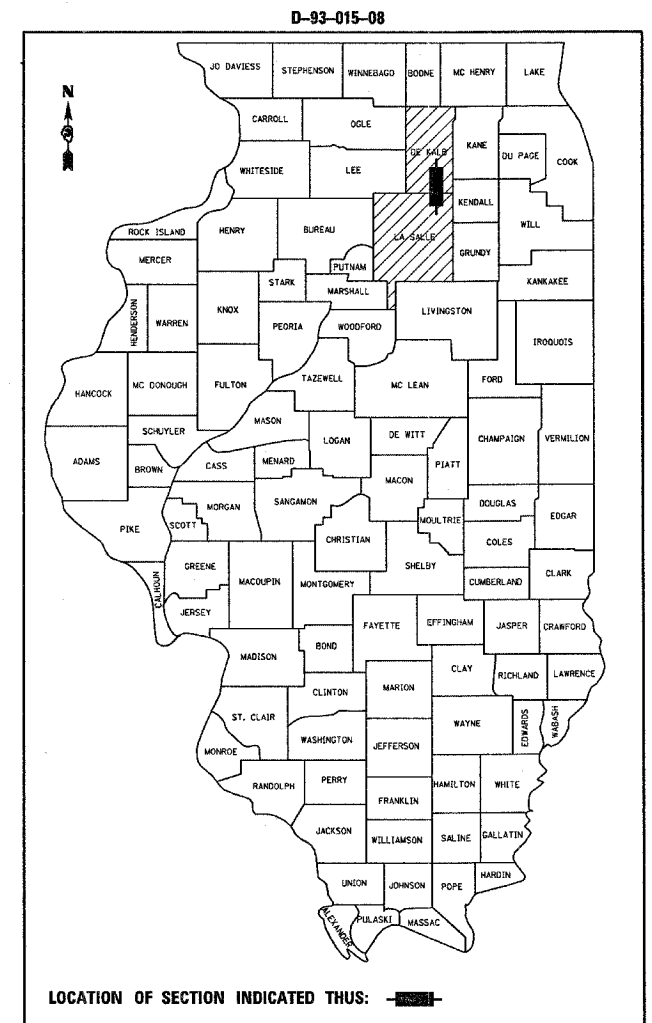 D-93-015-08
JO DAVIESS STEPHENSON WINNEBAGO BOONE MC HENRY LAKE
N
CARROLL OGLE
DE KALB KANE
DU PAGE COOK
WHITESIDE LEE
KENDALL
ROCK ISLAND HENRY BUREAU LA SALLE WILL
MERCER PUTNAM GRUNDY
STARK MARSHALL KANKAKEE
HENDERSON WARREN KNOX PEORIA WOODFORD LIVINGSTON IROQUOIS
HANCOCK MC DONOUGH FULTON TAZEWELL MC LEAN FORD
SCHUYLER MASON LOGAN DE WITT CHAMPAIGN VERMILION
ADAMS BROWN CASS MENARD MACON PIATT
PIKE SCOTT MORGAN SANGAMON MOULTRIE DOUGLAS EDGAR
CHRISTIAN COLES
CALHOUN GREENE MACOUPIN MONTGOMERY SHELBY CUMBERLAND CLARK
JERSEY FAYETTE EFFINGHAM JASPER CRAWFORD
MADISON BOND
CLINTON MARION CLAY RICHLAND LAWRENCE
ST. CLAIR WAYNE EDWARDS WABASH
MONROE WASHINGTON JEFFERSON
RANDOLPH PERRY HAMILTON WHITE
FRANKLIN
JACKSON WILLIAMSON SALINE GALLATIN
UNION JOHNSON POPE HARDIN
ALEXANDER PULASKI MASSAC
LOCATION OF SECTION INDICATED THUS: